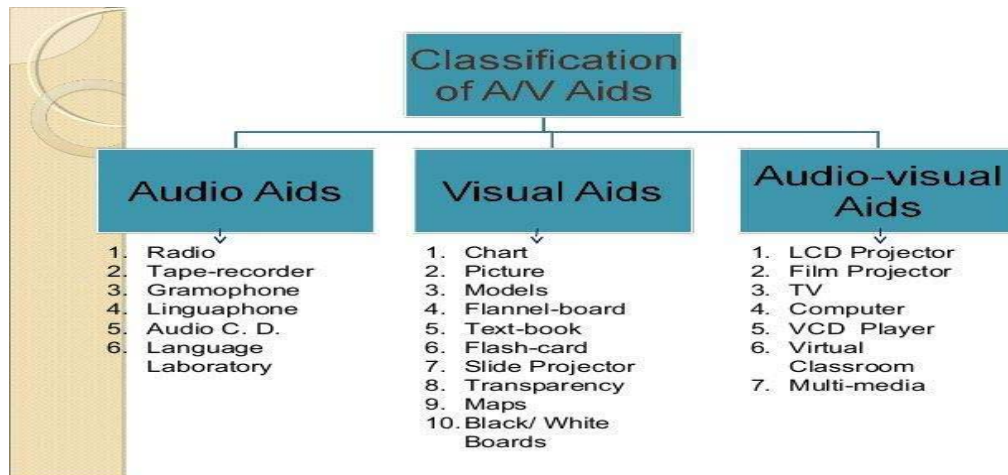 Classification
of A/V Aids
Audio Aids
1. Radio
2. Tape-recorder
3. Gramophone
4. Linguaphone
5. Audio C. D.
6. Language
Laboratory
Visual Aids
1. Chart
2. Picture
3. Models
4. Flannel-board
5. Text-book
6. Flash-card
7. Slide Projector
8. Transparency
9. Maps
10. Black/ White
Boards
Audio-visual
Aids
1. LCD Projector
2. Film Projector
3. TV
4. Computer
5. VCD Player
6. Virtual
Classroom
7. Multi-media